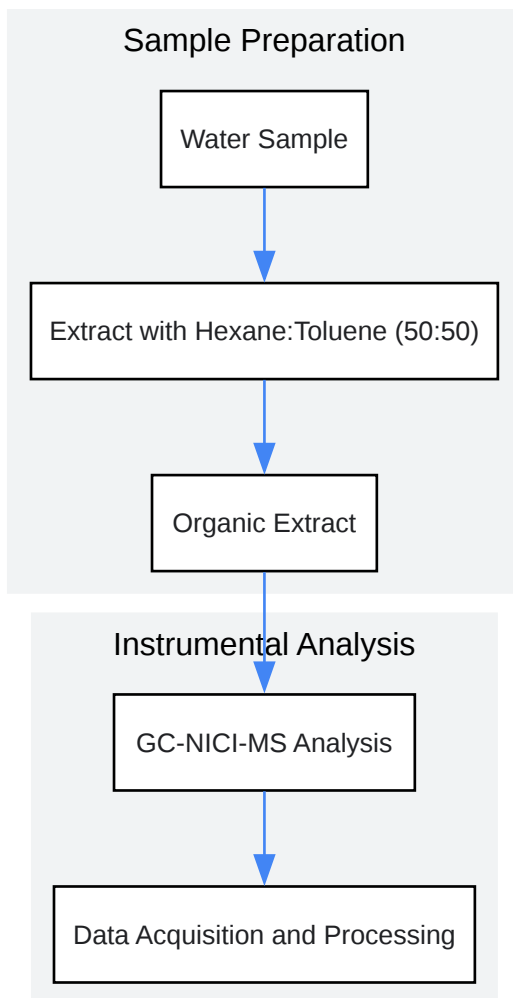 Sample Preparation
Water Sample
Extract with Hexane:Toluene (50:50)
Organic Extract
Instrumental Analysis
GC-NICI-MS Analysis
Data Acquisition and Processing